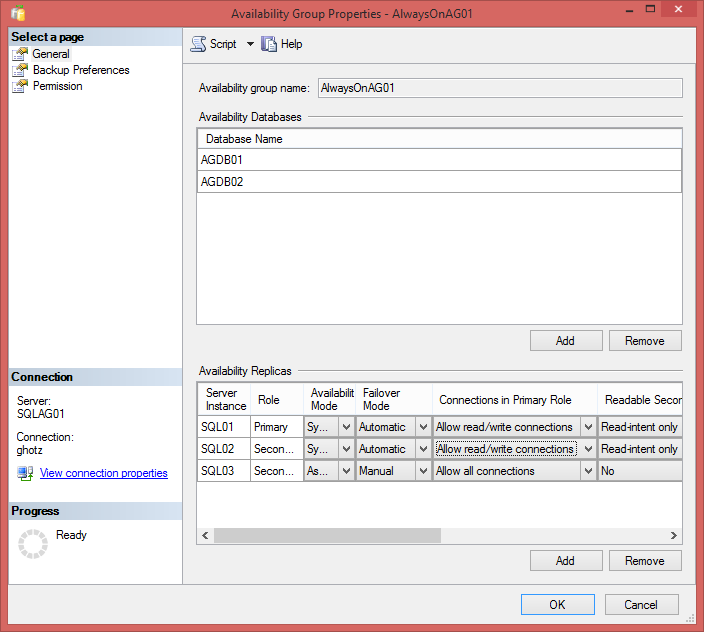 Availability Group Properties - AlwaysOnAG01
Select a page
General
Backup Preferences
Permission
Connection
Server:
SQLAG01
Connection:
ghotz
View connection properties
Progress
Ready
Script Help
Availability group name: AlwaysOnAG01
Availability Databases
Database Name
AGDB01
AGDB02
Add Remove
Availability Replicas
Server Instance Role Availabilit Mode Failover Mode Connections in Primary Role Readable Secon
SQL01 Primary Sy... Automatic Allow read/write connections Read-intent only
SQL02 Secon... Sy... Automatic Allow read/write connections Read-intent only
SQL03 Secon... As... Manual Allow all connections No
Add Remove
OK Cancel